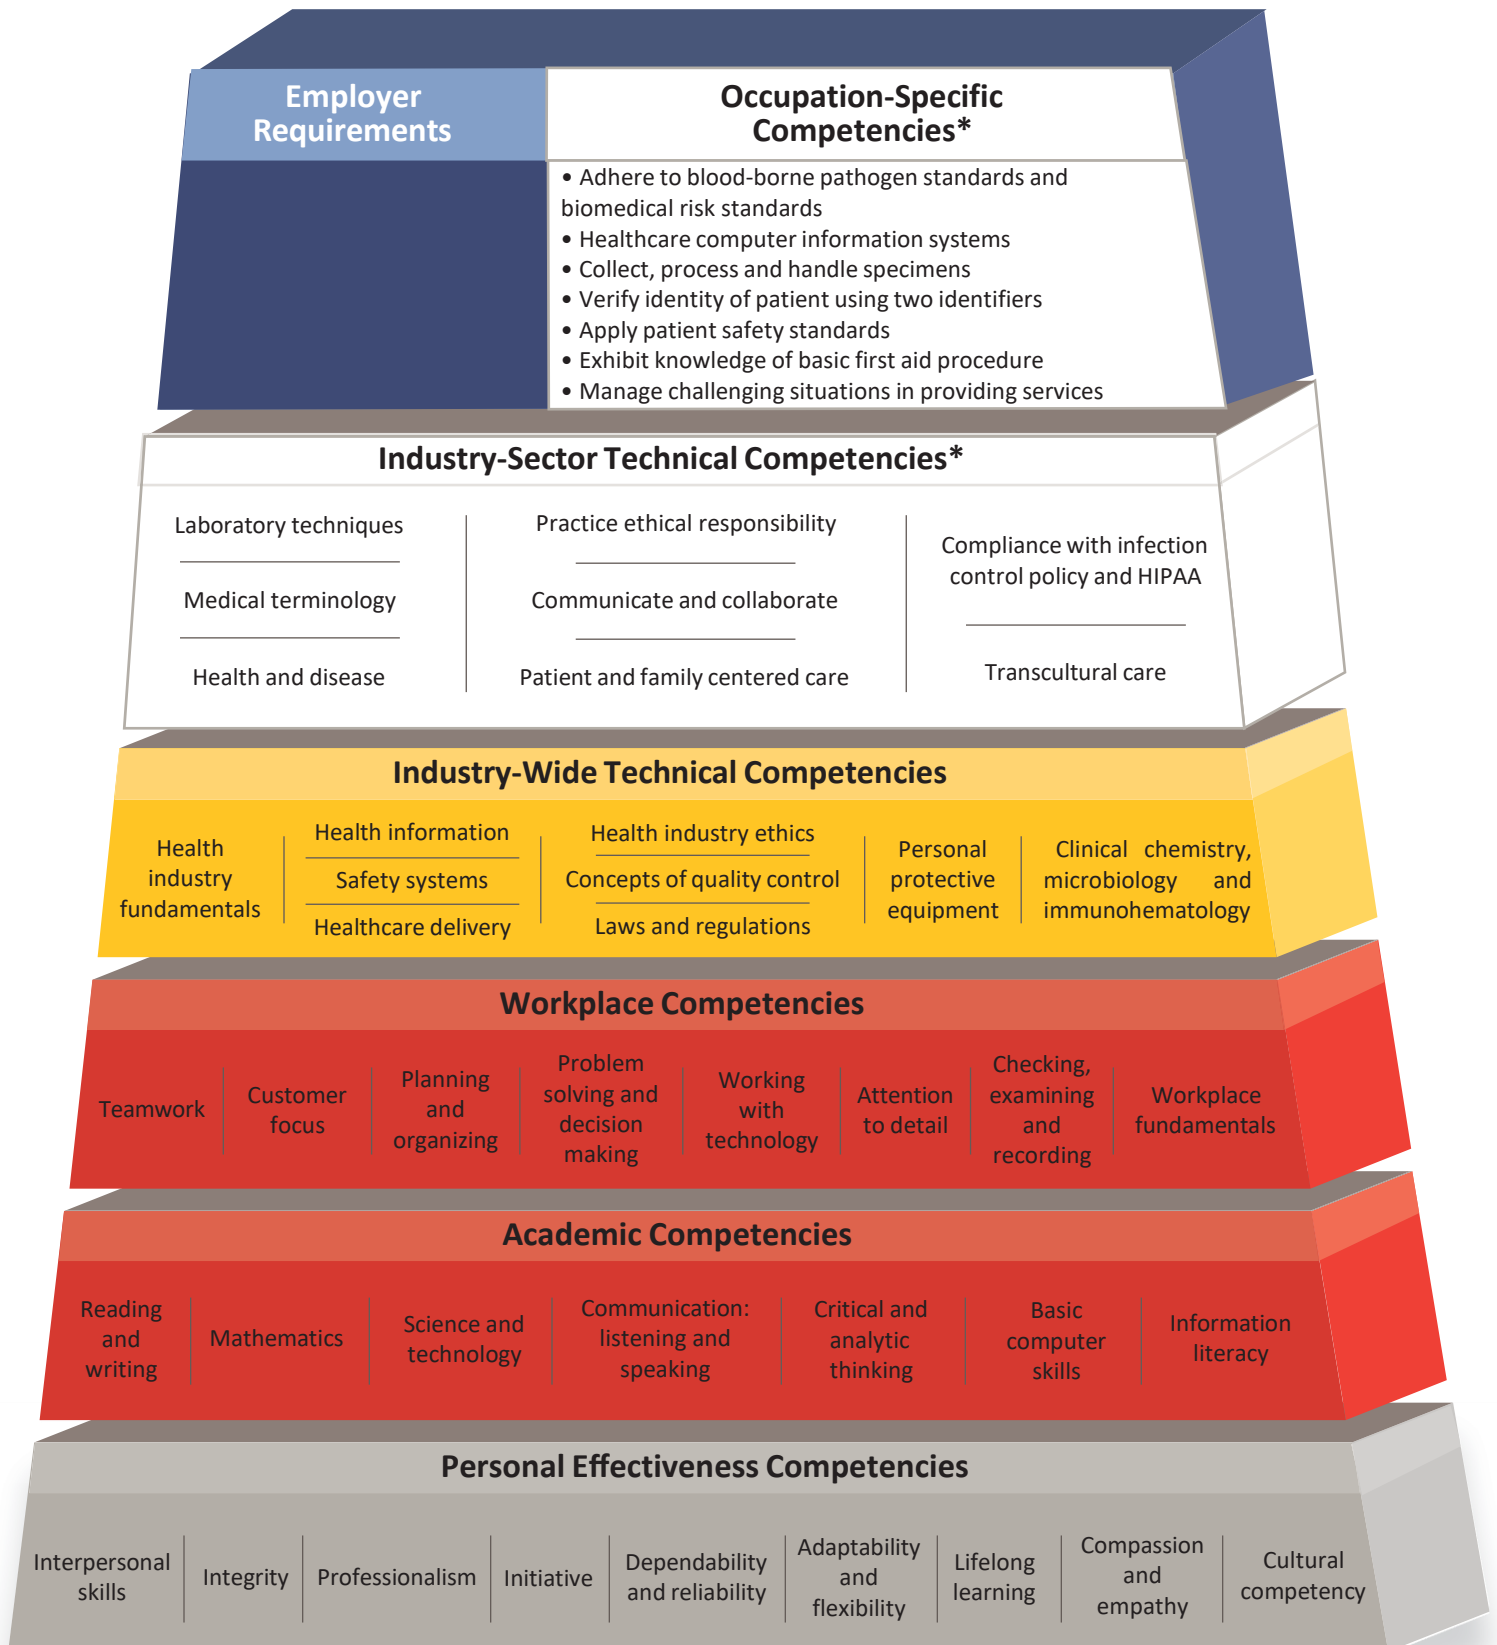 Employer
Requirements
Occupation-Specific
Competencies*
• Adhere to blood-borne pathogen standards and
biomedical risk standards
• Healthcare computer information systems
• Collect, process and handle specimens
• Verify identity of patient using two identifiers
• Apply patient safety standards
• Exhibit knowledge of basic first aid procedure
• Manage challenging situations in providing services
Industry-Sector Technical Competencies*
Laboratory techniques
Medical terminology
Health and disease
Practice ethical responsibility
Communicate and collaborate
Patient and family centered care
Compliance with infection
control policy and HIPAA
Transcultural care
Industry-Wide Technical Competencies
Health
industry
fundamentals
Health information
Safety systems
Healthcare delivery
Health industry ethics
Concepts of quality control
Laws and regulations
Personal
protective
equipment
Clinical chemistry,
microbiology and
immunohematology
Workplace Competencies
Teamwork
Customer
focus
Planning
and
organizing
Problem
solving and
decision
making
Working
with
technology
Attention
to detail
Checking,
examining
and
recording
Workplace
fundamentals
Academic Competencies
Reading
and
writing
Mathematics
Science and
technology
Communication:
listening and
speaking
Critical and
analytic
thinking
Basic
computer
skills
Information
literacy
Personal Effectiveness Competencies
Interpersonal
skills
Integrity
Professionalism
Initiative
Dependability
and reliability
Adaptability
and
flexibility
Lifelong
learning
Compassion
and
empathy
Cultural
competency